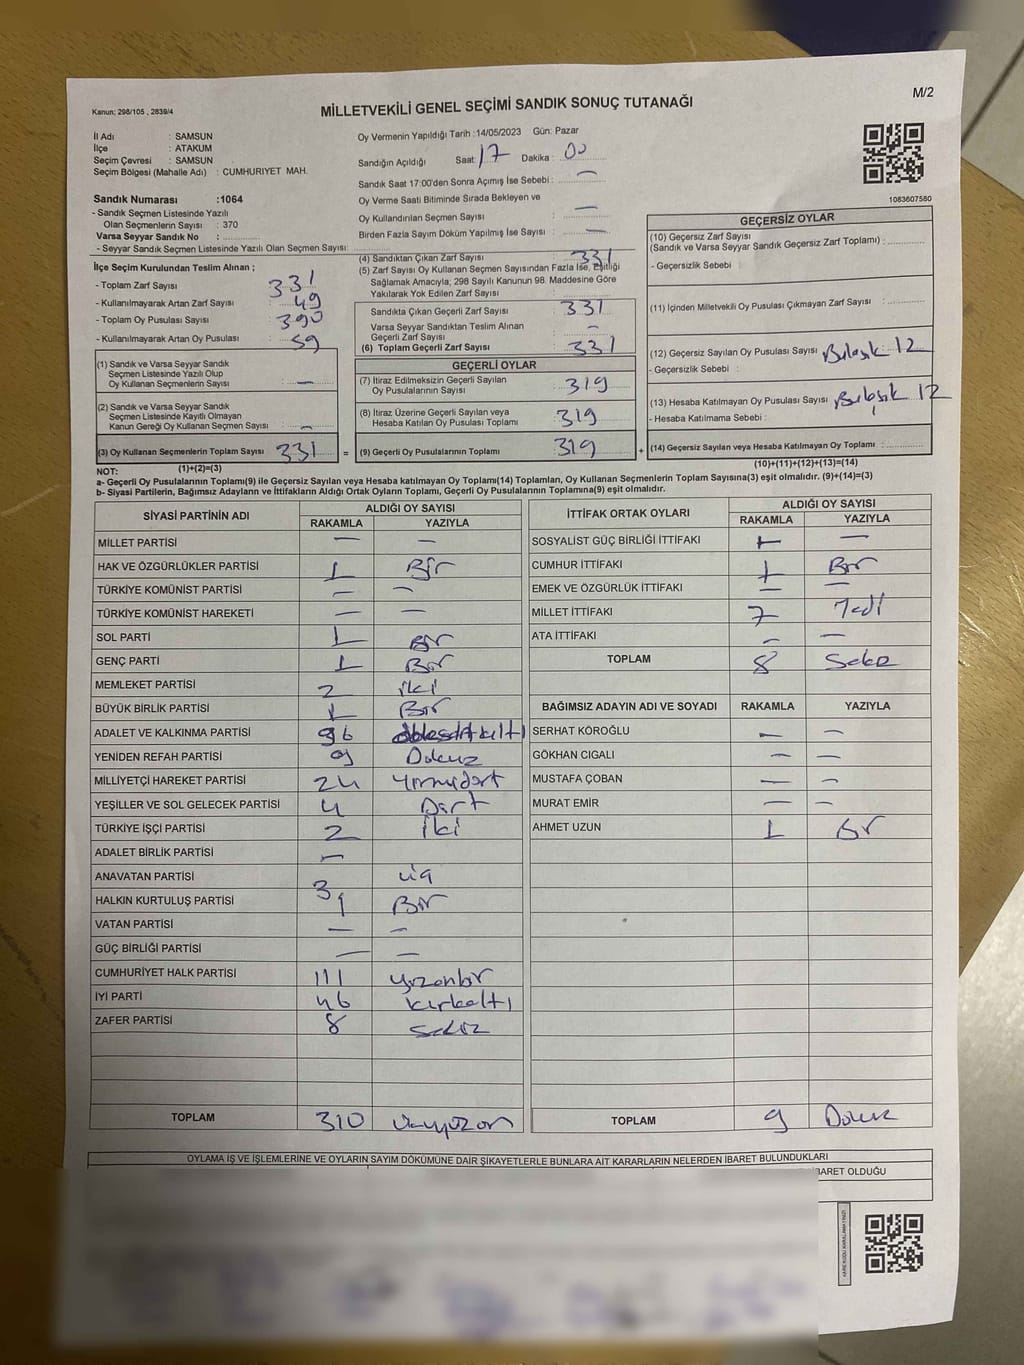 M/2
Kanun; 298/105 , 2839/4
MİLLETVEKİLİ GENEL SEÇİMİ SANDIK SONUÇ TUTANAĞI
İl Adı : SAMSUN
İlçe : ATAKUM
Seçim Çevresi : SAMSUN
Seçim Bölgesi (Mahalle Adı) : CUMHURIYET MAH.
Sandık Numarası :1064
- Sandık Seçmen Listesinde Yazılı
Olan Seçmenlerin Sayısı : 370
Varsa Seyyar Sandık No :
- Seyyar Sandık Seçmen Listesinde Yazılı Olan Seçmen Sayısı:
Oy Vermenin Yapıldığı Tarih :14/05/2023 Gün: Pazar
Sandığın Açıldığı Saat : 17 Dakika : 00
Sandık Saat 17:00'den Sonra Açımış İse Sebebi : —
Oy Verme Saati Bitiminde Sırada Bekleyen ve
Oy Kullandırılan Seçmen Sayısı : —
Birden Fazla Sayım Döküm Yapılmış İse Sayısı : —
1083607580
İlçe Seçim Kurulundan Teslim Alınan ;
- Toplam Zarf Sayısı : 331
- Kullanılmayarak Artan Zarf Sayısı : 49
- Toplam Oy Pusulası Sayısı : 390
- Kullanılmayarak Artan Oy Pusulası : 59
(4) Sandıktan Çıkan Zarf Sayısı : 331
(5) Zarf Sayısı Oy Kullanan Seçmen Sayısından Fazla İse, Eşitliği
Sağlamak Amacıyla; 298 Sayılı Kanunun 98. Maddesine Göre
Yakılarak Yok Edilen Zarf Sayısı :
Sandıkta Çıkan Geçerli Zarf Sayısı : 331
Varsa Seyyar Sandıktan Teslim Alınan
Geçerli Zarf Sayısı : —
(6) Toplam Geçerli Zarf Sayısı : 331
GEÇERSİZ OYLAR
(10) Geçersiz Zarf Sayısı
(Sandık ve Varsa Seyyar Sandık Geçersiz Zarf Toplamı) :
- Geçersizlik Sebebi :
(11) İçinden Milletvekili Oy Pusulası Çıkmayan Zarf Sayısı :
(12) Geçersiz Sayılan Oy Pusulası Sayısı : Bulaşık 12
- Geçersizlik Sebebi :
(13) Hesaba Katılmayan Oy Pusulası Sayısı : Bulaşık 12
- Hesaba Katılmama Sebebi :
(14) Geçersiz Sayılan veya Hesaba Katılmayan Oy Toplamı :
(1) Sandık ve Varsa Seyyar Sandık
Seçmen Listesinde Yazılı Olup
Oy Kullanan Seçmenlerin Sayısı : —
(2) Sandık ve Varsa Seyyar Sandık
Seçmen Listesinde Kayıtlı Olmayan
Kanun Gereği Oy Kullanan Seçmen Sayısı : —
(3) Oy Kullanan Seçmenlerin Toplam Sayısı : 331 =
GEÇERLİ OYLAR
(7) İtiraz Edilmeksizin Geçerli Sayılan
Oy Pusulalarının Sayısı : 319
(8) İtiraz Üzerine Geçerli Sayılan veya
Hesaba Katılan Oy Pusulası Toplamı : 319
(9) Geçerli Oy Pusulalarının Toplamı : 319 +
NOT: (1)+(2)=(3) (10)+(11)+(12)+(13)=(14)
a- Geçerli Oy Pusulalarının Toplamı(9) ile Geçersiz Sayılan veya Hesaba katılmayan Oy Toplamı(14) Toplamları, Oy Kullanan Seçmenlerin Toplam Sayısına(3) eşit olmalıdır. (9)+(14)=(3)
b- Siyasi Partilerin, Bağımsız Adayların ve İttifakların Aldığı Ortak Oyların Toplamı, Geçerli Oy Pusulalarının Toplamına(9) eşit olmalıdır.
SİYASİ PARTİNİN ADI ALDIĞI OY SAYISI
RAKAMLA YAZIYLA
MİLLET PARTİSİ — —
HAK VE ÖZGÜRLÜKLER PARTİSİ 1 Bir
TÜRKİYE KOMÜNİST PARTİSİ — —
TÜRKİYE KOMÜNİST HAREKETİ — —
SOL PARTİ 1 Bir
GENÇ PARTİ 1 Bir
MEMLEKET PARTİSİ 2 iki
BÜYÜK BİRLİK PARTİSİ 1 Bir
ADALET VE KALKINMA PARTİSİ 96
YENİDEN REFAH PARTİSİ 9 Dokuz
MİLLİYETÇİ HAREKET PARTİSİ 24 Yirmidört
YEŞİLLER VE SOL GELECEK PARTİSİ 4 Dört
TÜRKİYE İŞÇİ PARTİSİ 2 İki
ADALET BİRLİK PARTİSİ —
ANAVATAN PARTİSİ 3 üç
HALKIN KURTULUŞ PARTİSİ 1 Bir
VATAN PARTİSİ — —
GÜÇ BİRLİĞİ PARTİSİ — —
CUMHURİYET HALK PARTİSİ 111 yüzonbir
İYİ PARTİ 46 kırkaltı
ZAFER PARTİSİ 8 sekiz
TOPLAM 310 üçyüzon
İTTİFAK ORTAK OYLARI ALDIĞI OY SAYISI
RAKAMLA YAZIYLA
SOSYALİST GÜÇ BİRLİĞİ İTTİFAKI — —
CUMHUR İTTİFAKI 1 Bir
EMEK VE ÖZGÜRLÜK İTTİFAKI — —
MİLLET İTTİFAKI 7 Yedi
ATA İTTİFAKI — —
TOPLAM 8 Sekiz
BAĞIMSIZ ADAYIN ADI VE SOYADI RAKAMLA YAZIYLA
SERHAT KÖROĞLU — —
GÖKHAN CIGALI — —
MUSTAFA ÇOBAN — —
MURAT EMİR — —
AHMET UZUN 1 Bir
TOPLAM 9 Dokuz
OYLAMA İŞ VE İŞLEMLERİNE VE OYLARIN SAYIM DÖKÜMÜNE DAİR ŞİKAYETLERLE BUNLARA AİT KARARLARIN NELERDEN İBARET BULUNDUKLARI
İBARET OLDUĞU